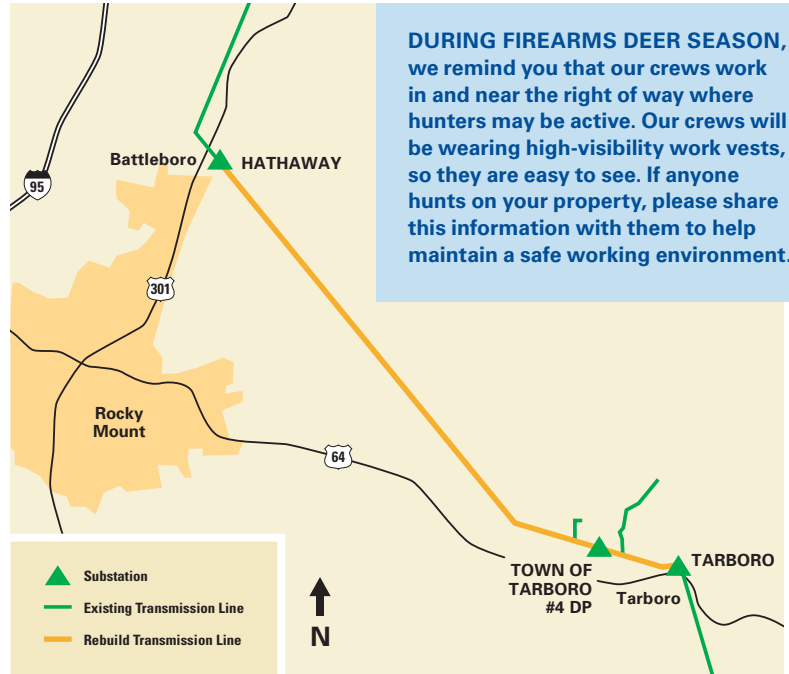 DURING FIREARMS DEER SEASON,
we remind you that our crews work
in and near the right of way where
hunters may be active. Our crews will
be wearing high-visibility work vests,
so they are easy to see. If anyone
hunts on your property, please share
this information with them to help
maintain a safe working environment.
Battleboro
HATHAWAY
95
301
Rocky
Mount
64
TOWN OF
TARBORO
#4 DP
TARBORO
Tarboro
Substation
Existing Transmission Line
Rebuild Transmission Line
N